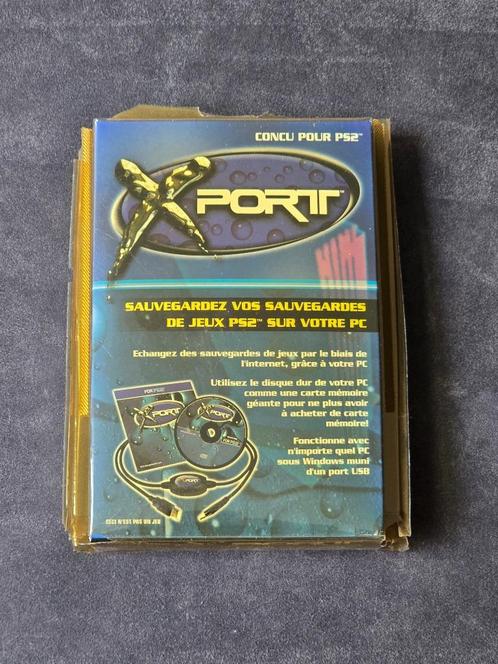 CONCU POUR PS2™
XPORT™
SAUVEGARDEZ VOS SAUVEGARDES
DE JEUX PS2™ SUR VOTRE PC
Echangez des sauvegardes de jeux par le biais de
l'internet, grâce à votre PC
Utilisez le disque dur de votre PC
comme une carte mémoire
géante pour ne plus avoir
à acheter de carte
mémoire!
Fonctionne avec
n'importe quel PC
sous Windows muni
d'un port USB
XPORT
XPORT
CECI N'EST PAS UN JEU